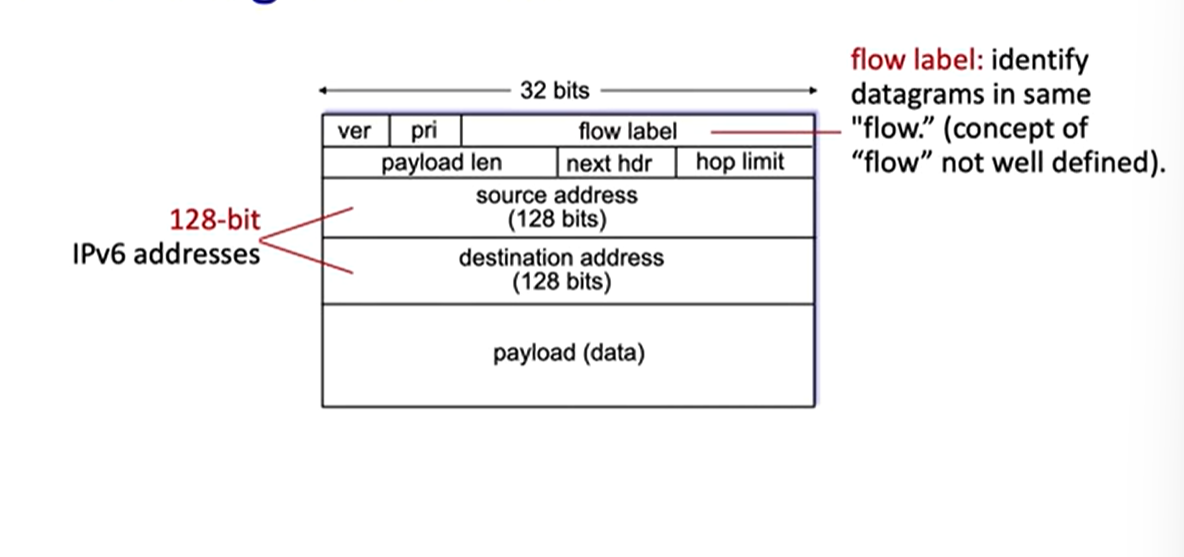 32 bits
ver pri flow label
payload len next hdr hop limit
source address
(128 bits)
destination address
(128 bits)
payload (data)
128-bit
IPv6 addresses
flow label: identify
datagrams in same
"flow.” (concept of
“flow” not well defined).